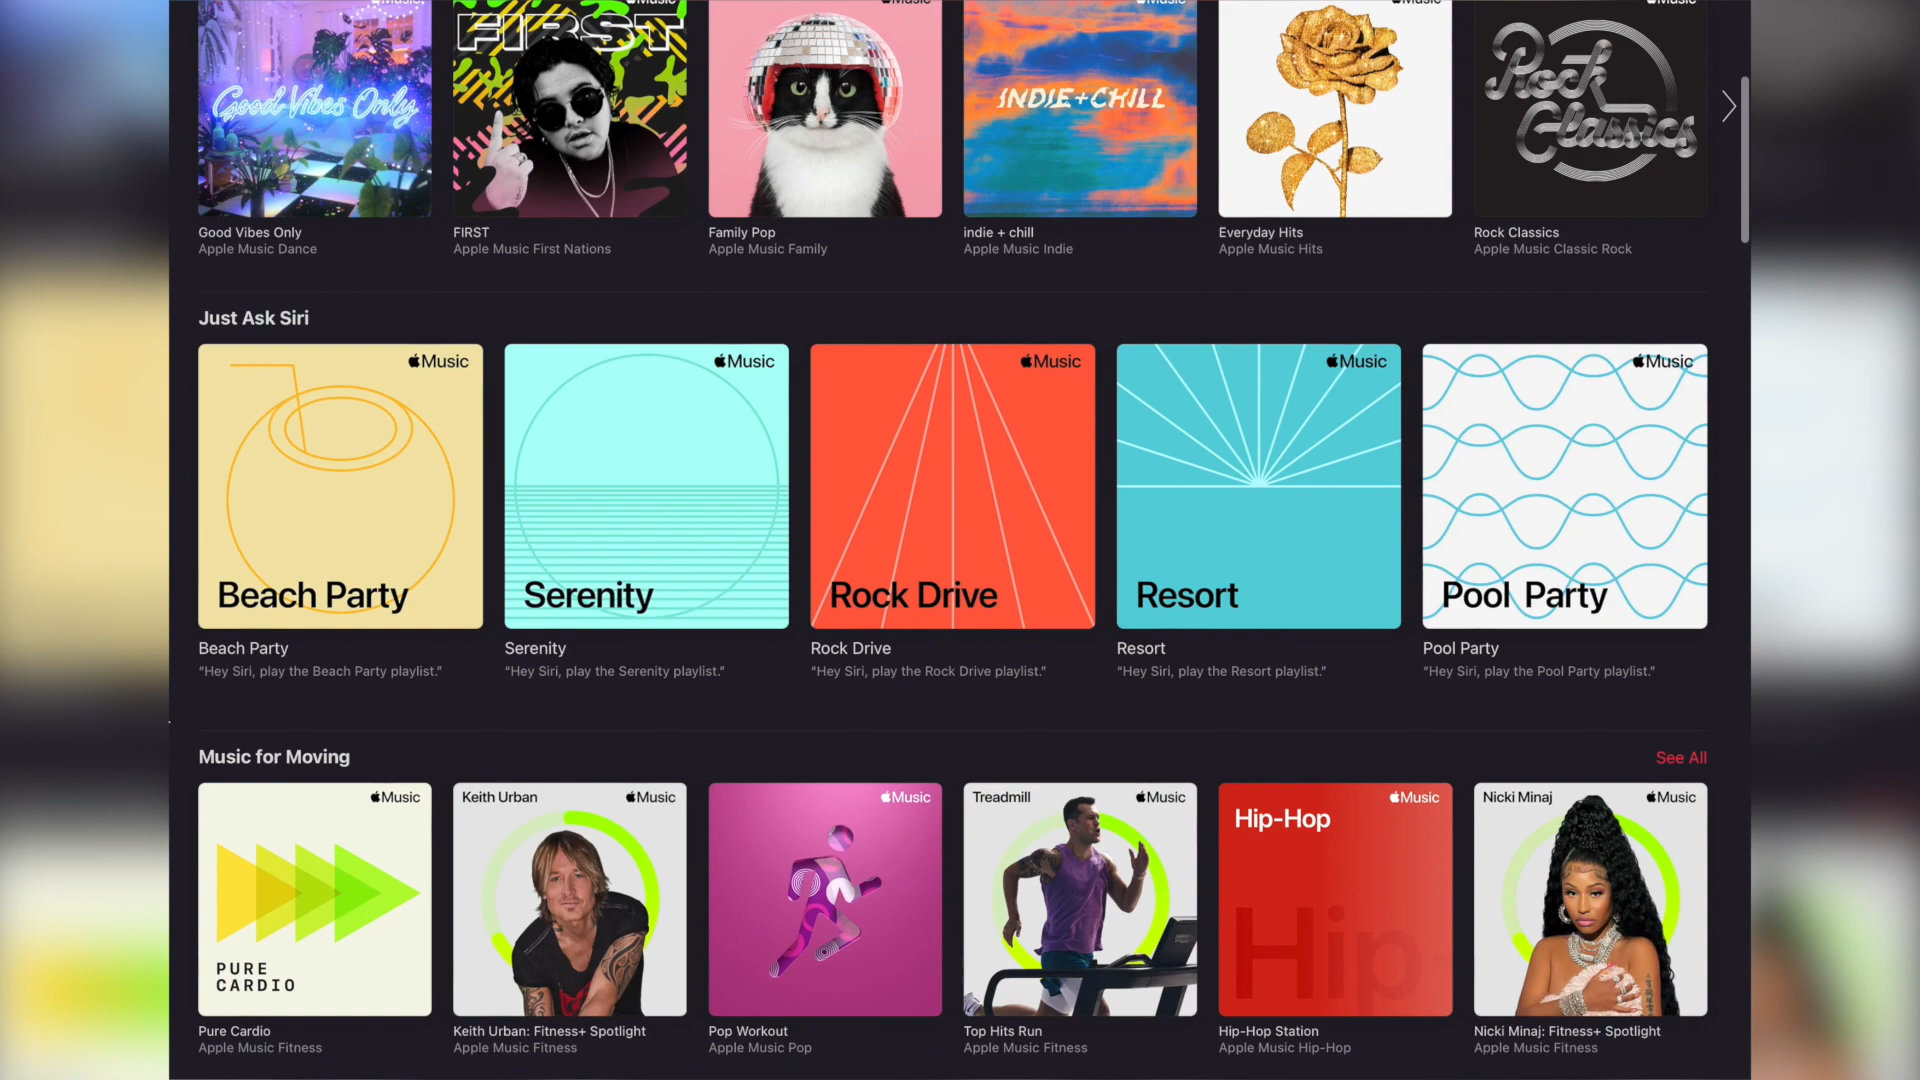 Good Vibes Only
FIRST
INDIE+CHILL
Rock
Classics
Good Vibes Only
Apple Music Dance
FIRST
Apple Music First Nations
Family Pop
Apple Music Family
indie + chill
Apple Music Indie
Everyday Hits
Apple Music Hits
Rock Classics
Apple Music Classic Rock
Just Ask Siri
Music
Beach Party
Music
Serenity
Music
Rock Drive
Music
Resort
Music
Pool Party
Beach Party
“Hey Siri, play the Beach Party playlist.”
Serenity
“Hey Siri, play the Serenity playlist.”
Rock Drive
“Hey Siri, play the Rock Drive playlist.”
Resort
“Hey Siri, play the Resort playlist.”
Pool Party
“Hey Siri, play the Pool Party playlist.”
Music for Moving
See All
Music
PURE
CARDIO
Keith Urban
Music
Music
Treadmill
Music
Music
Hip-Hop
Hip-
Nicki Minaj
Music
Pure Cardio
Apple Music Fitness
Keith Urban: Fitness+ Spotlight
Apple Music Fitness
Pop Workout
Apple Music Pop
Top Hits Run
Apple Music Fitness
Hip-Hop Station
Apple Music Hip-Hop
Nicki Minaj: Fitness+ Spotlight
Apple Music Fitness